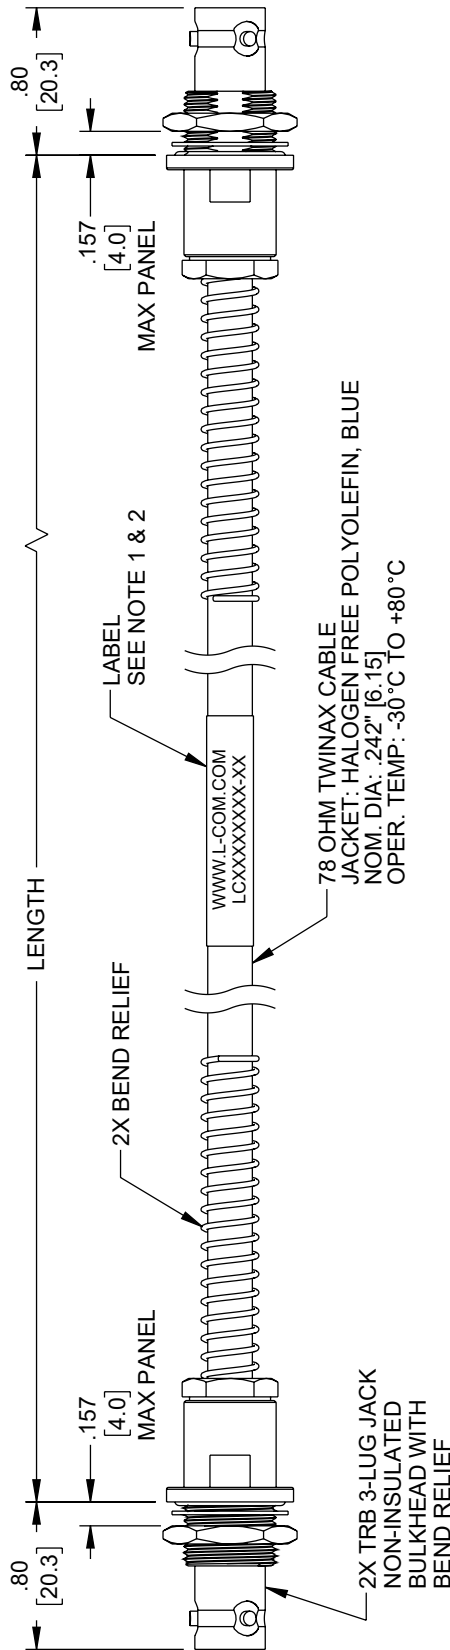 .80
[20.3]
.157
[4.0]
MAX PANEL
LENGTH
.157
[4.0]
MAX PANEL
.80
[20.3]
2X BEND RELIEF
LABEL
SEE NOTE 1 & 2
WWW.L-COM.COM
LCXXXXXXXX-XX
2X TRB 3-LUG JACK
NON-INSULATED
BULKHEAD WITH
BEND RELIEF
78 OHM TWINAX CABLE
JACKET: HALOGEN FREE POLYOLEFIN, BLUE
NOM. DIA: .242" [6.15]
OPER. TEMP: -30°C TO +80°C